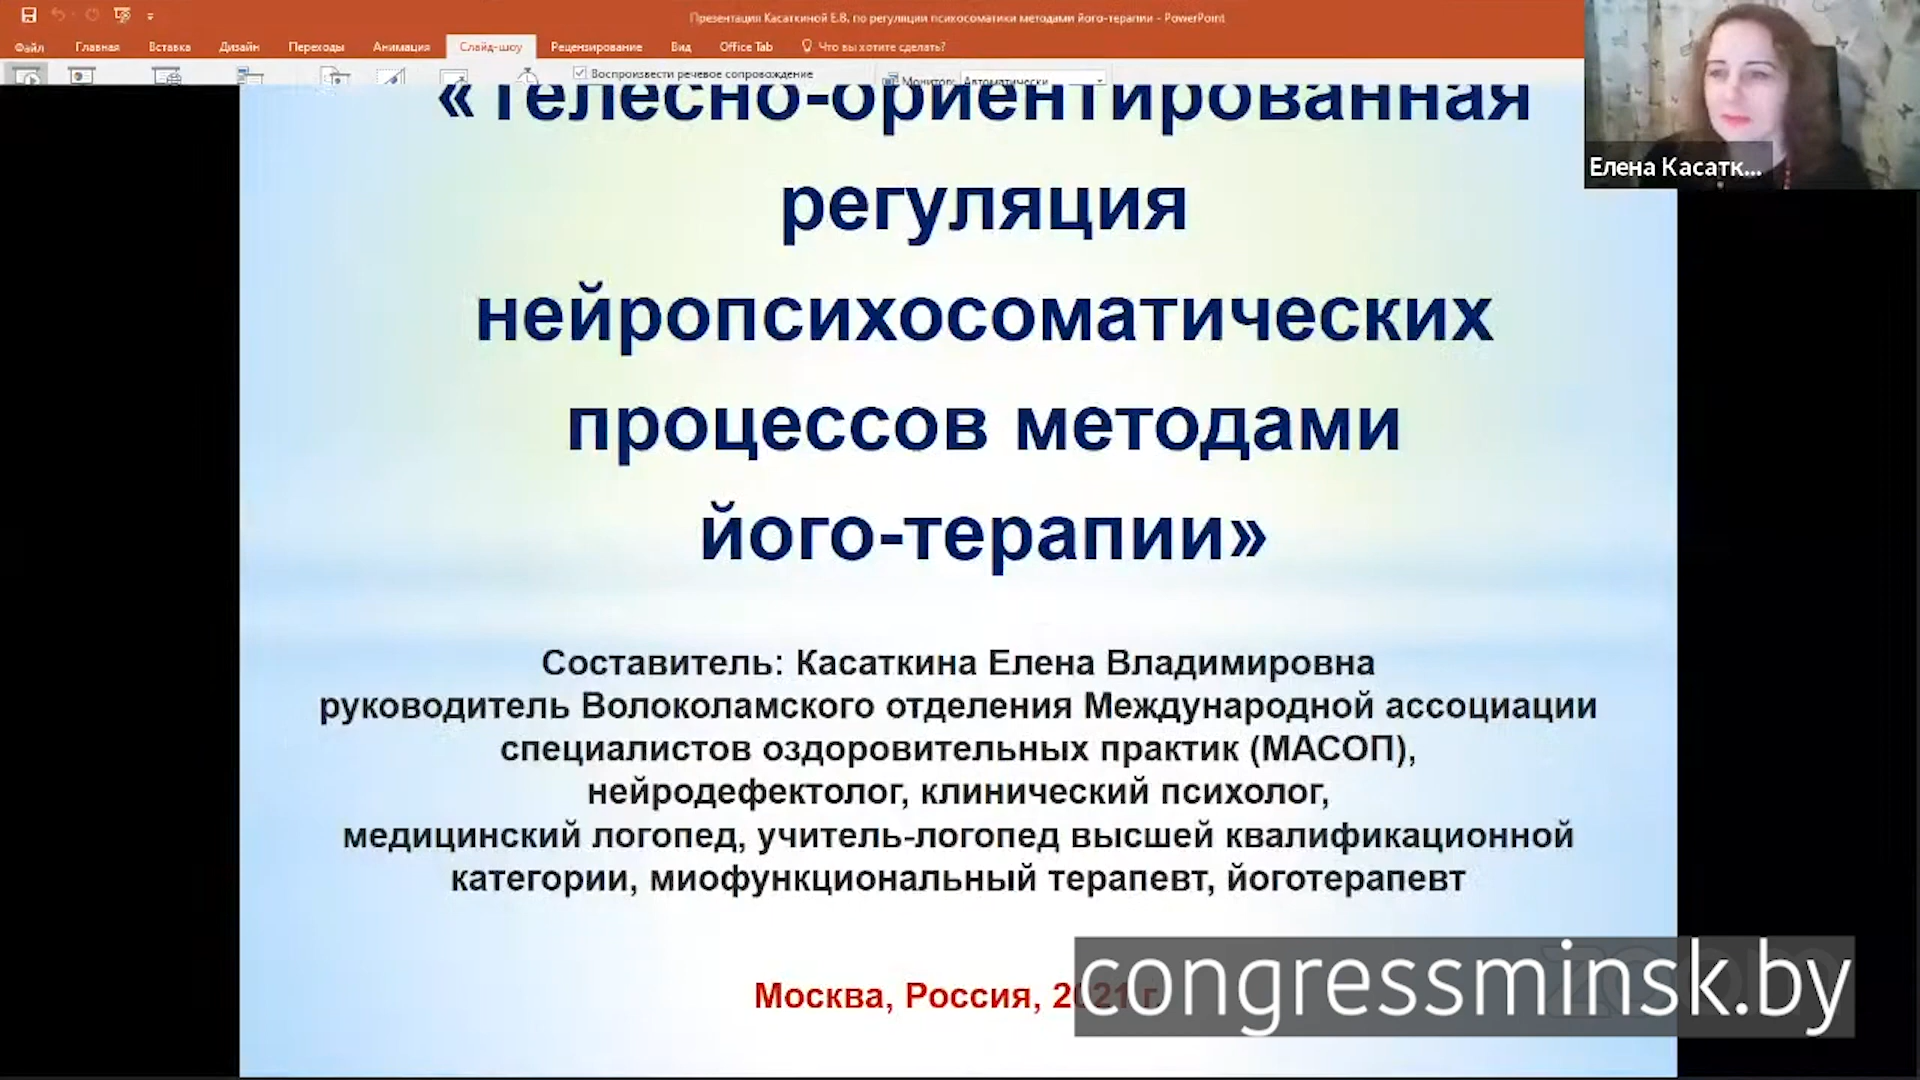 Презентация Касаткиной Е.В. по регуляции психосоматики методами його-терапии - PowerPoint
Файл Главная Вставка Дизайн Переходы Анимация Слайд-шоу Рецензирование Вид Office Tab Что вы хотите сделать?
Воспроизвести речевое сопровождение
Монитор: Автоматически
Елена Касатк...
«Телесно-ориентированная
регуляция
нейропсихосоматических
процессов методами
його-терапии»
Составитель: Касаткина Елена Владимировна
руководитель Волоколамского отделения Международной ассоциации
специалистов оздоровительных практик (МАСОП),
нейродефектолог, клинический психолог,
медицинский логопед, учитель-логопед высшей квалификационной
категории, миофункциональный терапевт, йоготерапевт
Москва, Россия, 2021 г.
congressminsk.by
zoom